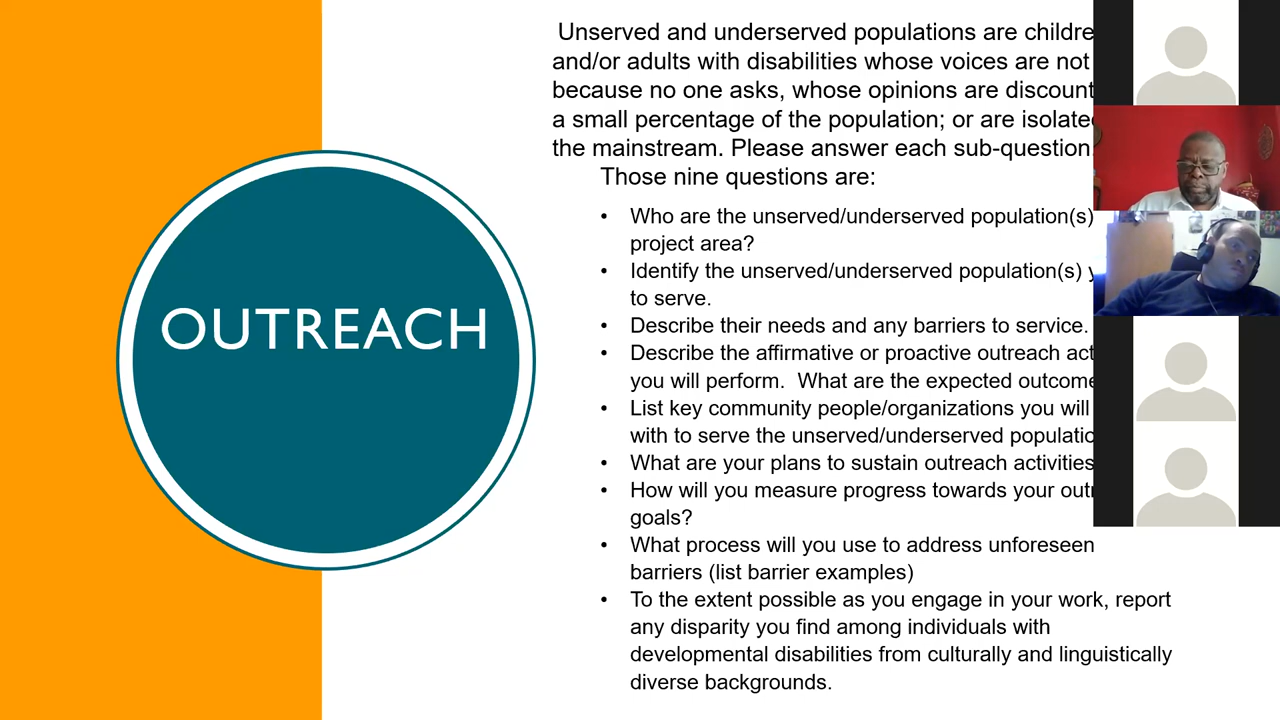 OUTREACH
Unserved and underserved populations are childre
and/or adults with disabilities whose voices are not
because no one asks, whose opinions are discount
a small percentage of the population; or are isolate
the mainstream. Please answer each sub-question
Those nine questions are:
• Who are the unserved/underserved population(s)
project area?
• Identify the unserved/underserved population(s)
to serve.
• Describe their needs and any barriers to service.
• Describe the affirmative or proactive outreach act
you will perform.  What are the expected outcome
• List key community people/organizations you will
with to serve the unserved/underserved populatio
• What are your plans to sustain outreach activities
• How will you measure progress towards your out
goals?
• What process will you use to address unforeseen
barriers (list barrier examples)
• To the extent possible as you engage in your work, report
any disparity you find among individuals with
developmental disabilities from culturally and linguistically
diverse backgrounds.